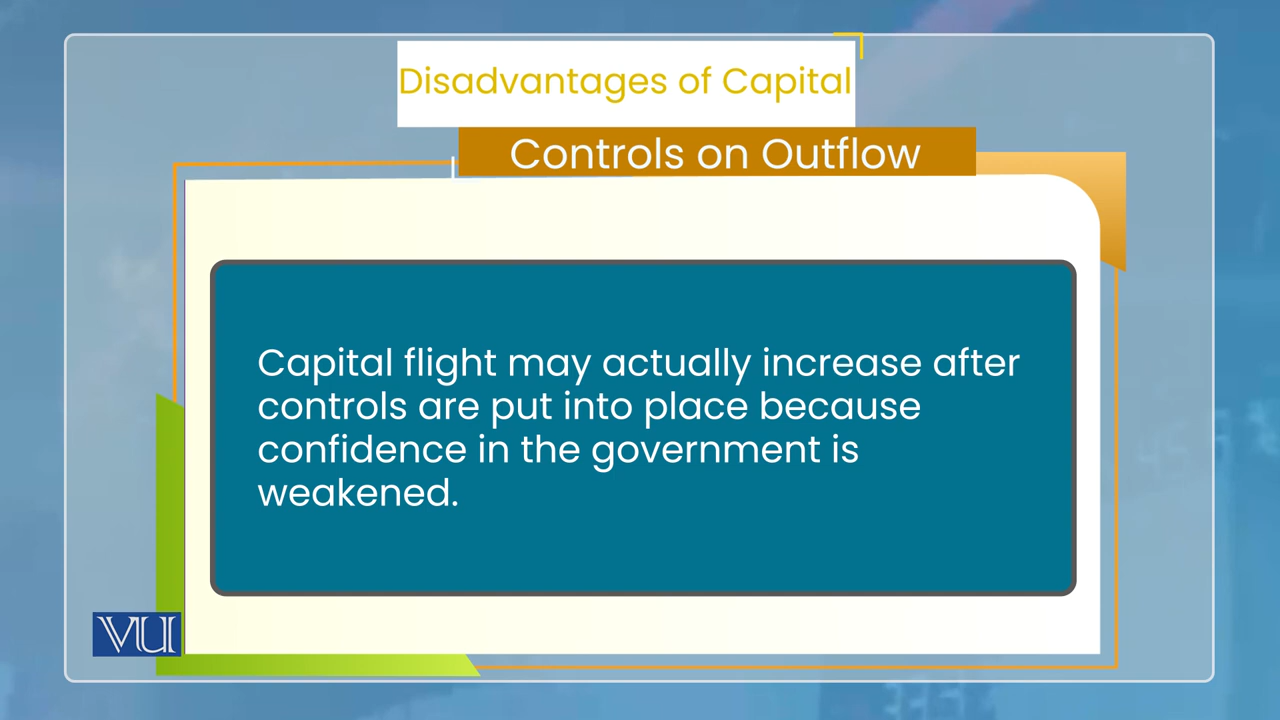 Disadvantages of Capital
Controls on Outflow
Capital flight may actually increase after
controls are put into place because
confidence in the government is
weakened.
VU